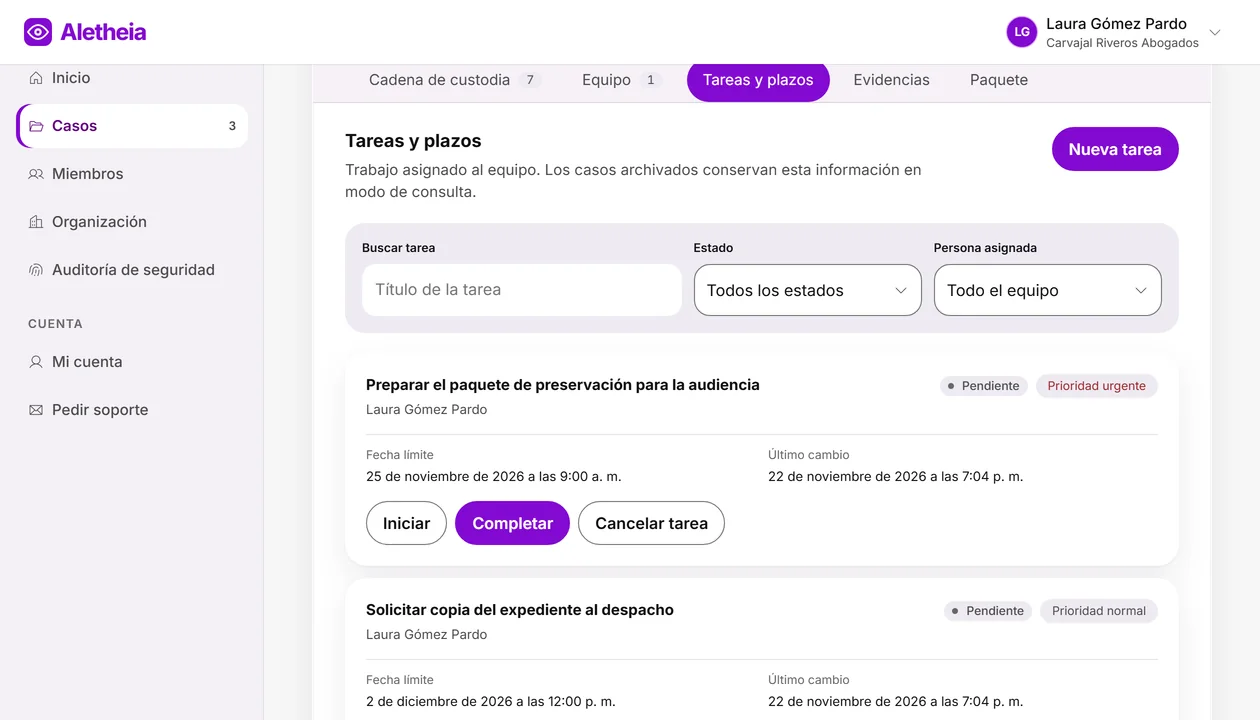 Aletheia
LG
Laura Gómez Pardo
Carvajal Riveros Abogados
Inicio
Casos 3
Miembros
Organización
Auditoría de seguridad
CUENTA
Mi cuenta
Pedir soporte
Cadena de custodia 7 Equipo 1 Tareas y plazos Evidencias Paquete
Tareas y plazos
Trabajo asignado al equipo. Los casos archivados conservan esta información en
modo de consulta.
Nueva tarea
Buscar tarea Estado Persona asignada
Título de la tarea Todos los estados Todo el equipo
Preparar el paquete de preservación para la audiencia Pendiente Prioridad urgente
Laura Gómez Pardo
Fecha límite Último cambio
25 de noviembre de 2026 a las 9:00 a. m. 22 de noviembre de 2026 a las 7:04 p. m.
Iniciar Completar Cancelar tarea
Solicitar copia del expediente al despacho Pendiente Prioridad normal
Laura Gómez Pardo
Fecha límite Último cambio
2 de diciembre de 2026 a las 12:00 p. m. 22 de noviembre de 2026 a las 7:04 p. m.